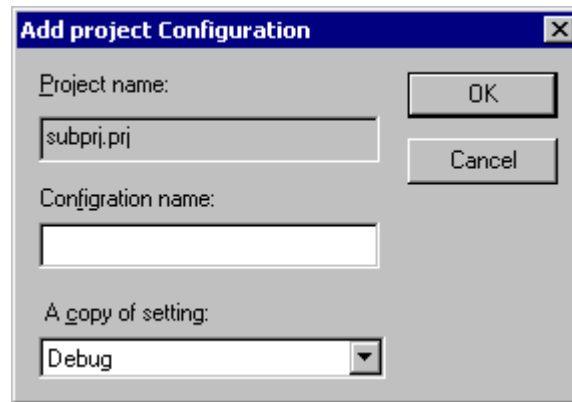 Add project Configuration
Project name:
OK
subprj.prj
Cancel
Configration name:
A copy of setting:
Debug